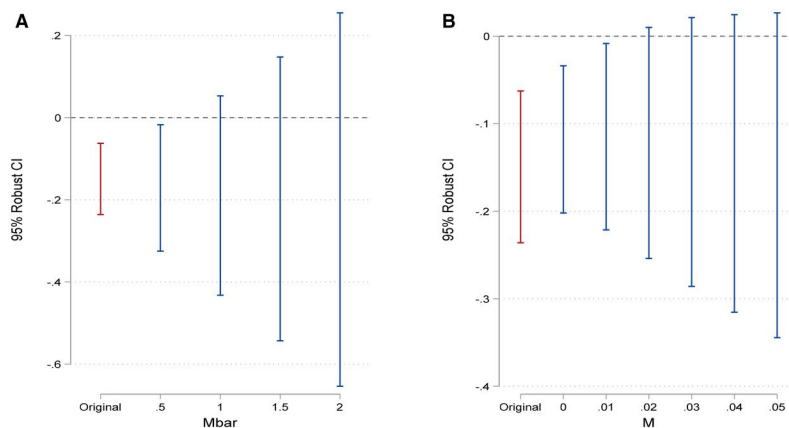 A
95% Robust CI
.2
0
-.2
-.4
-.6
Original .5 1 1.5 2
Mbar
B
95% Robust CI
0
-.1
-.2
-.3
-.4
Original 0 .01 .02 .03 .04 .05
M